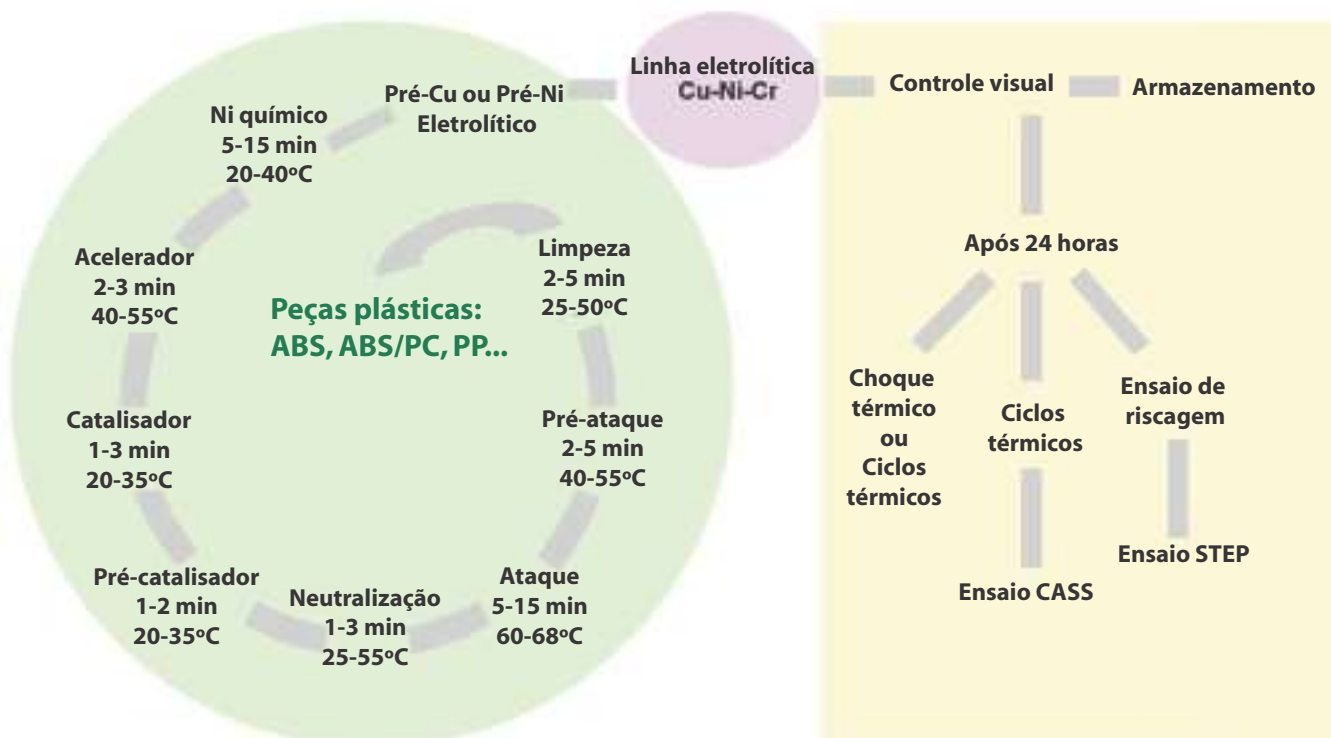 Peças plásticas:
ABS, ABS/PC, PP...
Limpeza
2-5 min
25-50ºC
Pré-ataque
2-5 min
40-55ºC
Ataque
5-15 min
60-68ºC
Neutralização
1-3 min
25-55ºC
Pré-catalisador
1-2 min
20-35ºC
Catalisador
1-3 min
20-35ºC
Acelerador
2-3 min
40-55ºC
Ni químico
5-15 min
20-40ºC
Pré-Cu ou Pré-Ni
Eletrolítico
Linha eletrolítica
Cu-Ni-Cr
Controle visual
Armazenamento
Após 24 horas
Choque
térmico
ou
Ciclos
térmicos
Ciclos
térmicos
Ensaio CASS
Ensaio de
riscagem
Ensaio STEP